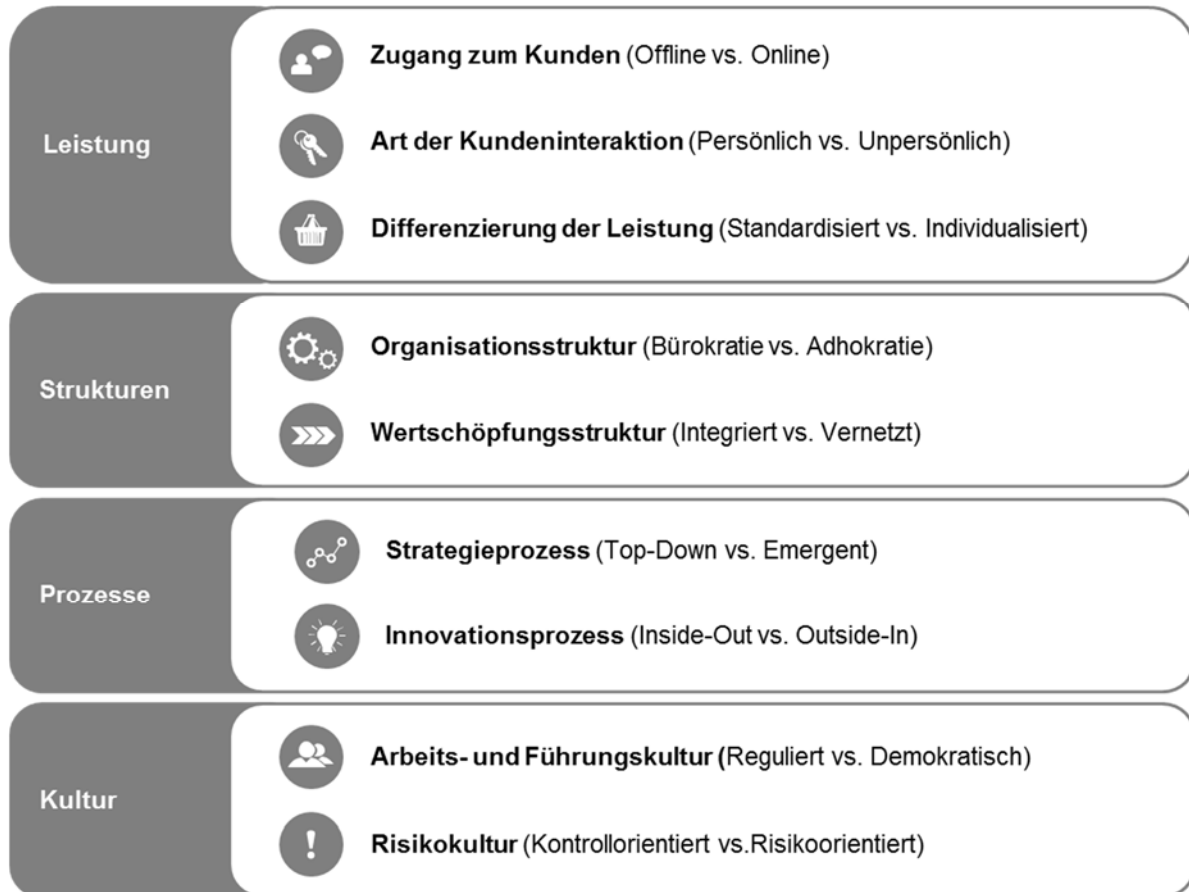 Leistung
Zugang zum Kunden (Offline vs. Online)
Art der Kundeninteraktion (Persönlich vs. Unpersönlich)
Differenzierung der Leistung (Standardisiert vs. Individualisiert)
Strukturen
Organisationsstruktur (Bürokratie vs. Adhokratie)
Wertschöpfungsstruktur (Integriert vs. Vernetzt)
Prozesse
Strategieprozess (Top-Down vs. Emergent)
Innovationsprozess (Inside-Out vs. Outside-In)
Kultur
Arbeits- und Führungskultur (Reguliert vs. Demokratisch)
Risikokultur (Kontrollorientiert vs.Risikoorientiert)